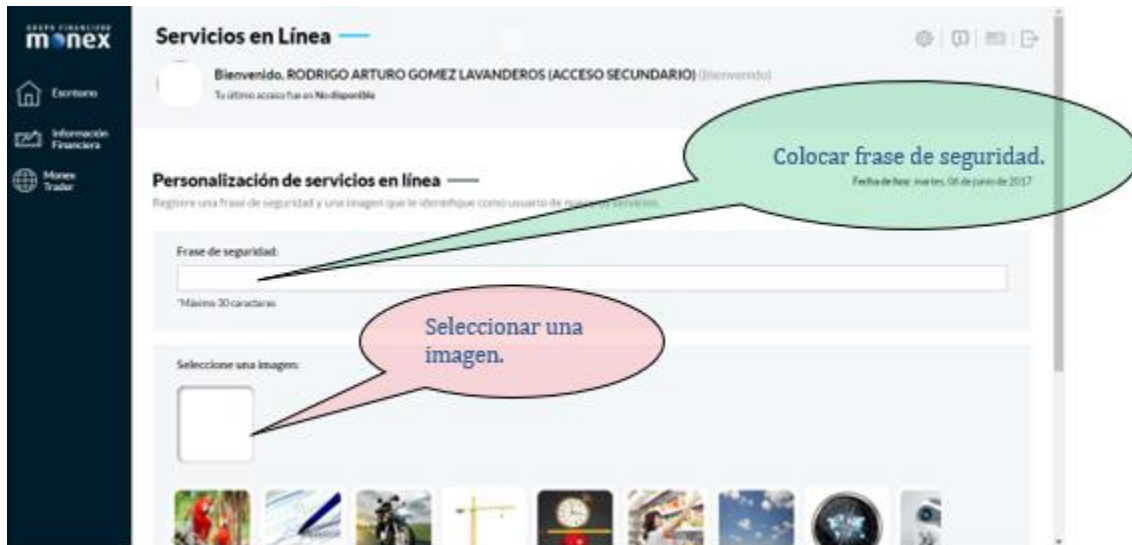 GRUPO FINANCIERO
monex
Servicios en Línea
Bienvenido, RODRIGO ARTURO GOMEZ LAVANDEROS (ACCESO SECUNDARIO) (Bienvenido)
Tu último acceso fue en No disponible
Escritorio
Información
Financiera
Monex
Trader
Colocar frase de seguridad.
Personalización de servicios en línea
Fecha de hoy: martes, 06 de junio de 2017
Registre una frase de seguridad y una imagen que le identifique como usuario de nuestros servicios.
Frase de seguridad:
*Máximo 30 caracteres
Seleccionar una
imagen.
Seleccione una imagen: